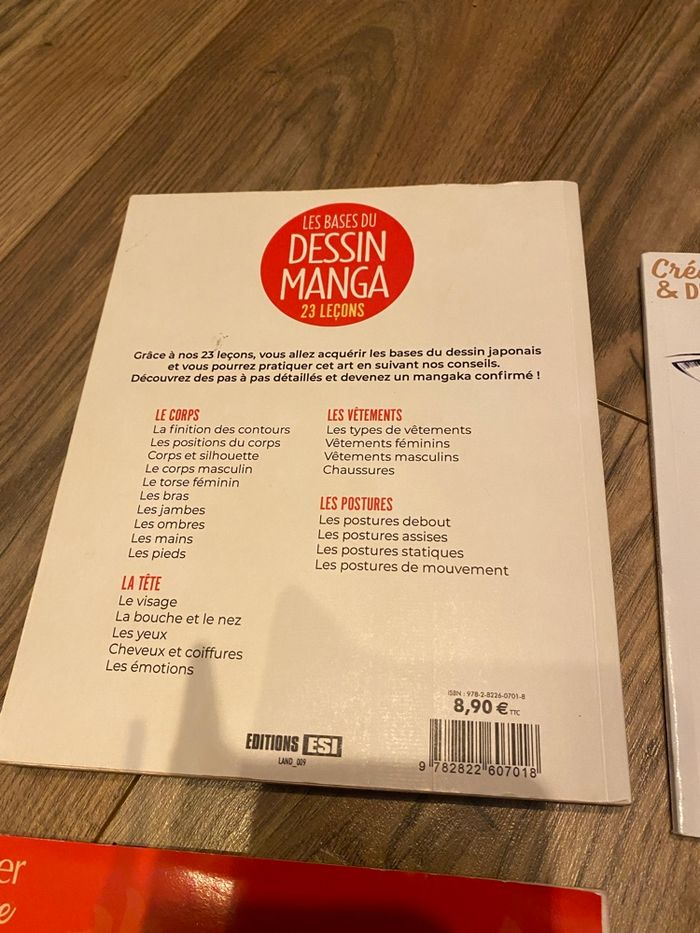 LES BASES DU
DESSIN
MANGA
23 LEÇONS
Grâce à nos 23 leçons, vous allez acquérir les bases du dessin japonais
et vous pourrez pratiquer cet art en suivant nos conseils.
Découvrez des pas à pas détaillés et devenez un mangaka confirmé !
LE CORPS
La finition des contours
Les positions du corps
Corps et silhouette
Le corps masculin
Le torse féminin
Les bras
Les jambes
Les ombres
Les mains
Les pieds
LA TÊTE
Le visage
La bouche et le nez
Les yeux
Cheveux et coiffures
Les émotions
LES VÊTEMENTS
Les types de vêtements
Vêtements féminins
Vêtements masculins
Chaussures
LES POSTURES
Les postures debout
Les postures assises
Les postures statiques
Les postures de mouvement
EDITIONS ESI
LAND_009
ISBN : 978-2-8226-0701-8
8,90 € TTC
9 782822 607018
Cré
& D
er
e